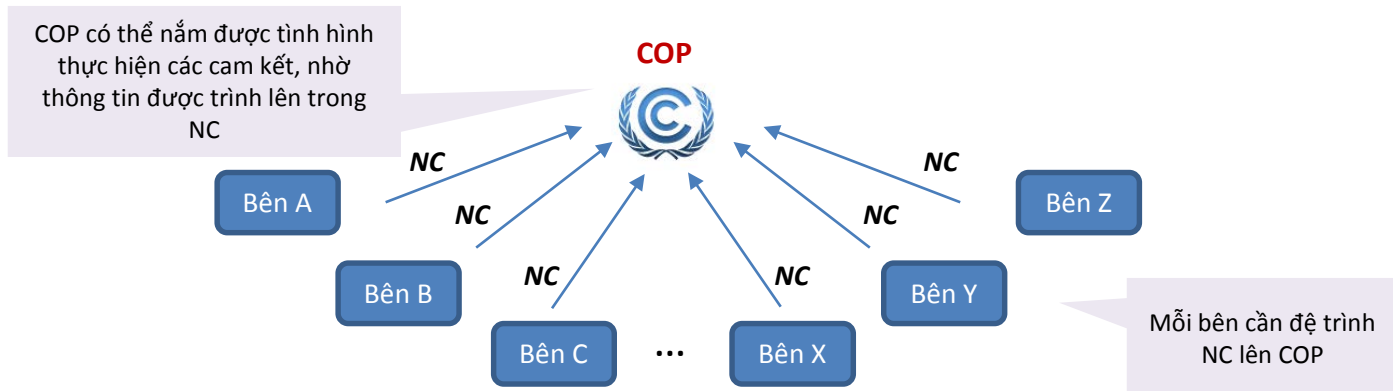 COP có thể nắm được tình hình
thực hiện các cam kết, nhờ
thông tin được trình lên trong
NC
COP
NC
NC
NC
NC
NC
NC
Bên A
Bên Z
Bên B
Bên Y
Bên C
...
Bên X
Mỗi bên cần đệ trình
NC lên COP